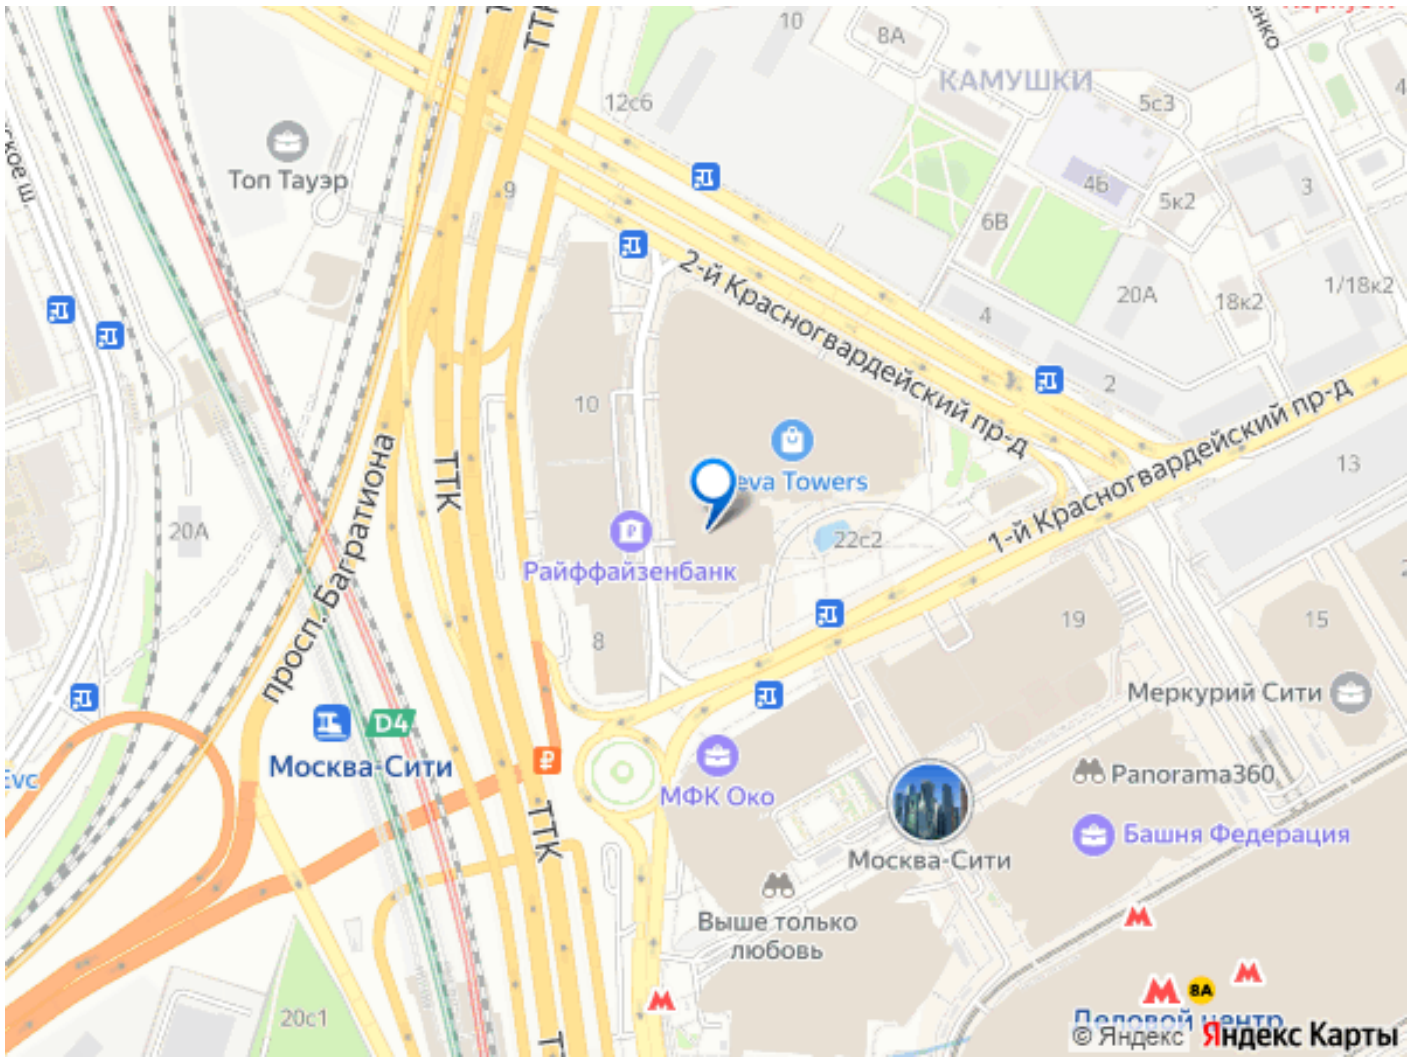 ТТК
10
8А
КАМУШКИ
12с6
5с3
Топ Тауэр
9
4б
5к2
3
6В
2-й Красногвардейский пр-д
20А
18к2
1/18к2
4
2
10
eva Towers
1-й Красногвардейский пр-д
13
ТТК
20А
просп. Багратиона
Райффайзенбанк
22с2
8
19
15
Меркурий Сити
D4
Москва-Сити
МФК Око
Panorama360
Башня Федерация
Москва-Сити
ТТК
Выше только
любовь
8А
Деловой центр
20с1
© Яндекс Яндекс Карты